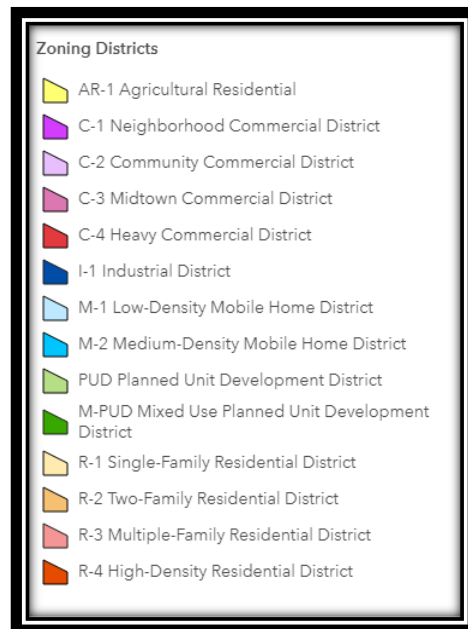 Zoning Districts
AR-1 Agricultural Residential
C-1 Neighborhood Commercial District
C-2 Community Commercial District
C-3 Midtown Commercial District
C-4 Heavy Commercial District
I-1 Industrial District
M-1 Low-Density Mobile Home District
M-2 Medium-Density Mobile Home District
PUD Planned Unit Development District
M-PUD Mixed Use Planned Unit Development
District
R-1 Single-Family Residential District
R-2 Two-Family Residential District
R-3 Multiple-Family Residential District
R-4 High-Density Residential District